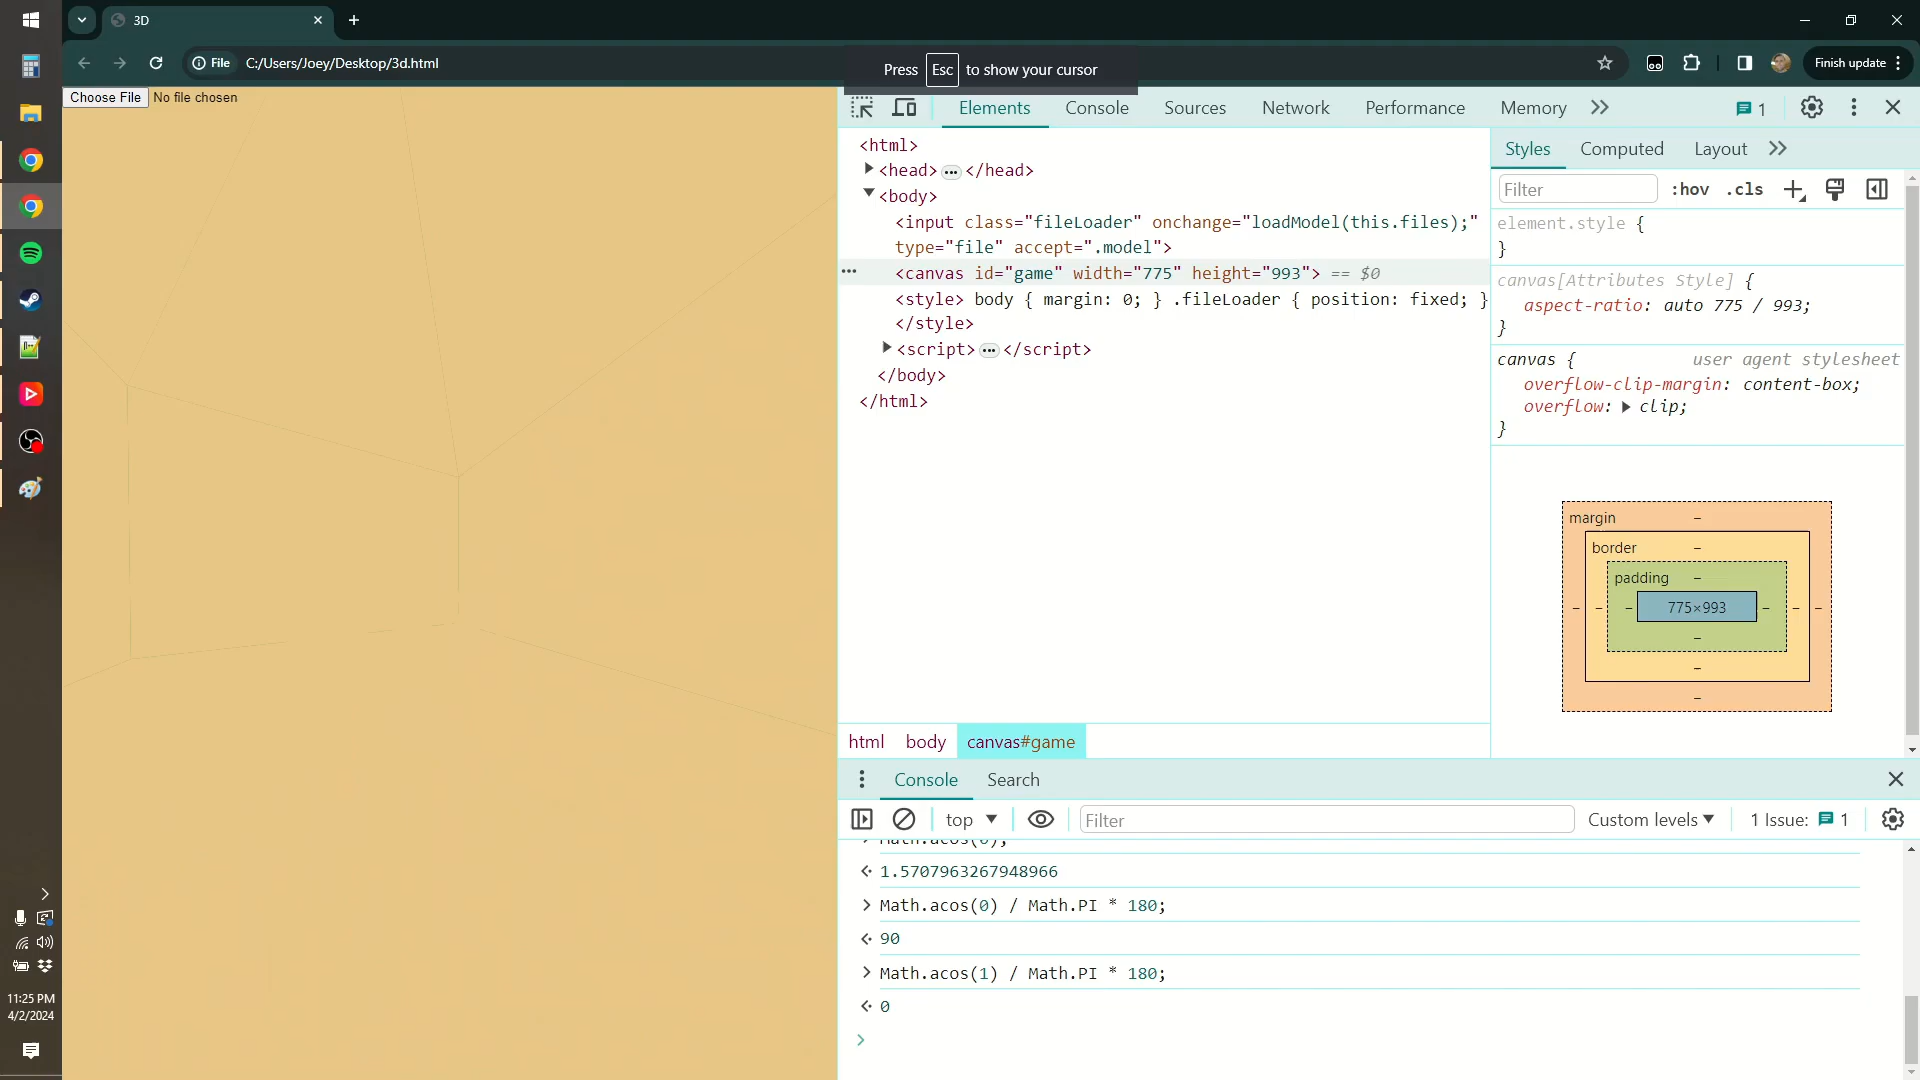 3D
File
C:/Users/Joey/Desktop/3d.html
Press Esc to show your cursor
Finish update
Choose File No file chosen
Elements Console Sources Network Performance Memory 1
<html>
<head> ••• </head>
<body>
<input class="fileLoader" onchange="loadModel(this.files);"
type="file" accept=".model">
<canvas id="game" width="775" height="993"> == $0
<style> body { margin: 0; } .fileLoader { position: fixed; }
</style>
<script> ••• </script>
</body>
</html>
Styles Computed Layout
Filter :hov .cls
element.style {
}
canvas[Attributes Style] {
aspect-ratio: auto 775 / 993;
}
canvas { user agent stylesheet
overflow-clip-margin: content-box;
overflow: clip;
}
margin –
border –
padding –
– – – 775×993 – – –
–
–
–
html body canvas#game
Console Search
top Filter Custom levels 1 Issue: 1
Math.acos(0);
1.5707963267948966
> Math.acos(0) / Math.PI * 180;
90
> Math.acos(1) / Math.PI * 180;
0
>
11:25 PM
4/2/2024